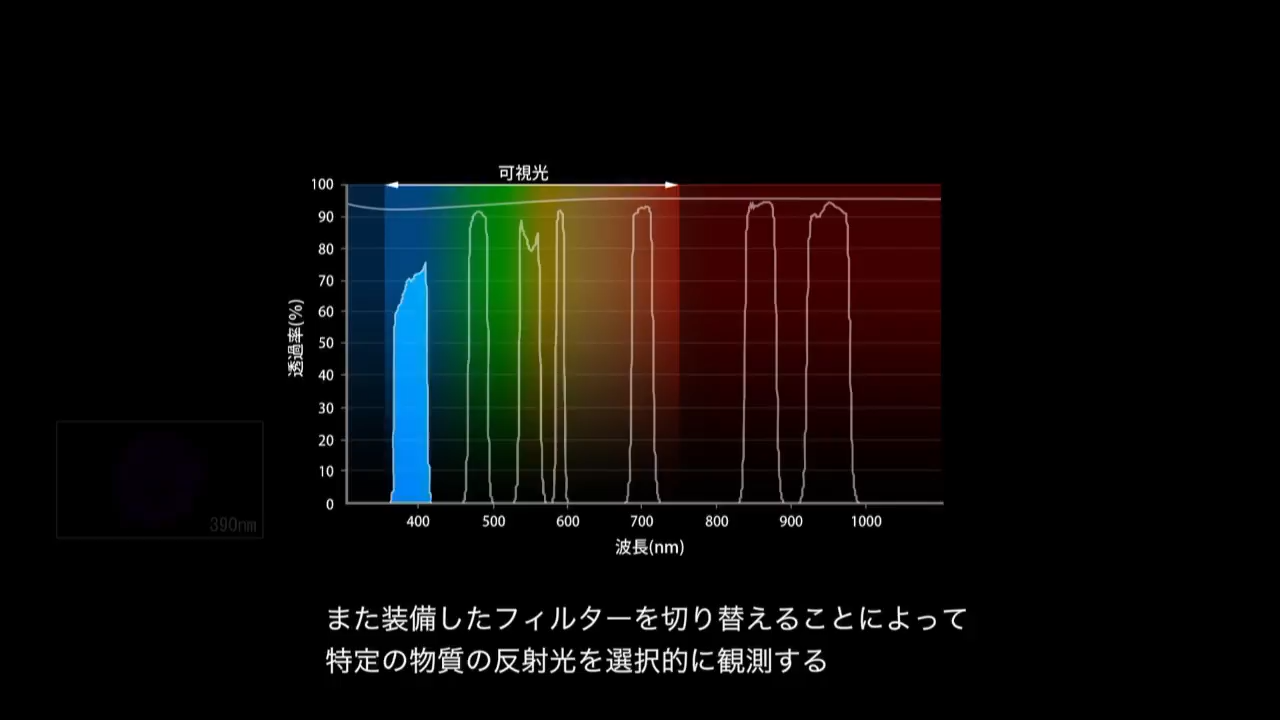 可視光
100
90
80
70
60
50
40
30
20
10
0
透過率(%)
400 500 600 700 800 900 1000
波長(nm)
390nm
また装備したフィルターを切り替えることによって
特定の物質の反射光を選択的に観測する